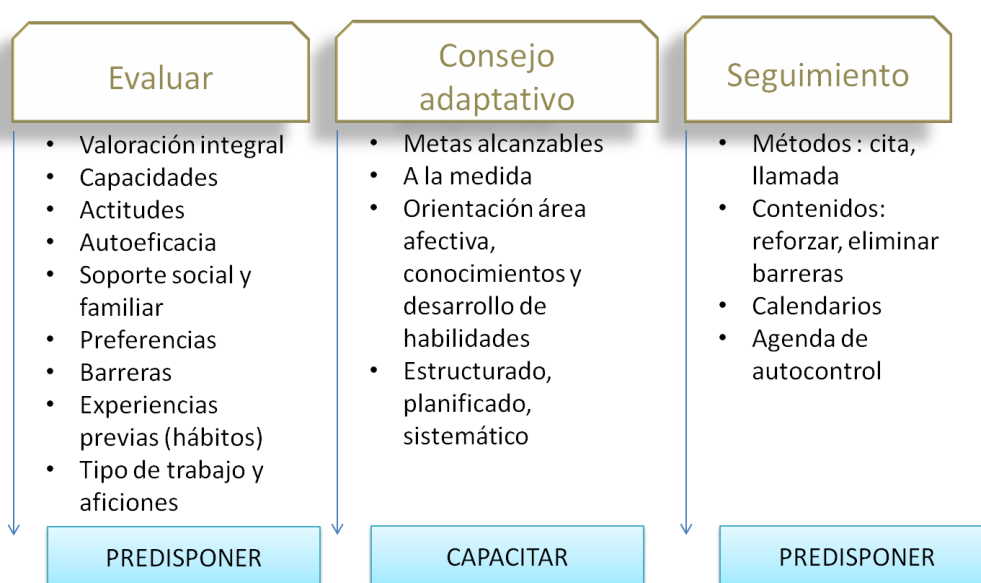 Evaluar
• Valoración integral
• Capacidades
• Actitudes
• Autoeficacia
• Soporte social y
familiar
• Preferencias
• Barreras
• Experiencias
previas (hábitos)
• Tipo de trabajo y
aficiones
PREDISPONER
Consejo
adaptativo
• Metas alcanzables
• A la medida
• Orientación área
afectiva,
conocimientos y
desarrollo de
habilidades
• Estructurado,
planificado,
sistemático
CAPACITAR
Seguimiento
• Métodos : cita,
llamada
• Contenidos:
reforzar, eliminar
barreras
• Calendarios
• Agenda de
autocontrol
PREDISPONER